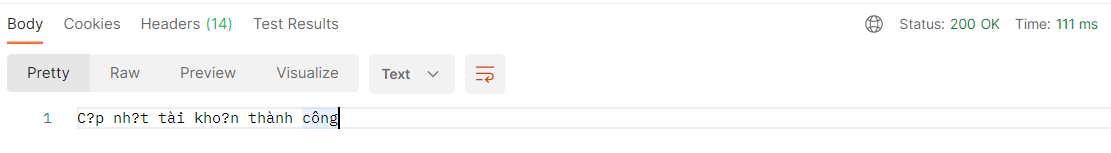 Body Cookies Headers (14) Test Results Status: 200 OK Time: 111 ms
Pretty Raw Preview Visualize Text
1 C?p nh?t tài kho?n thành công